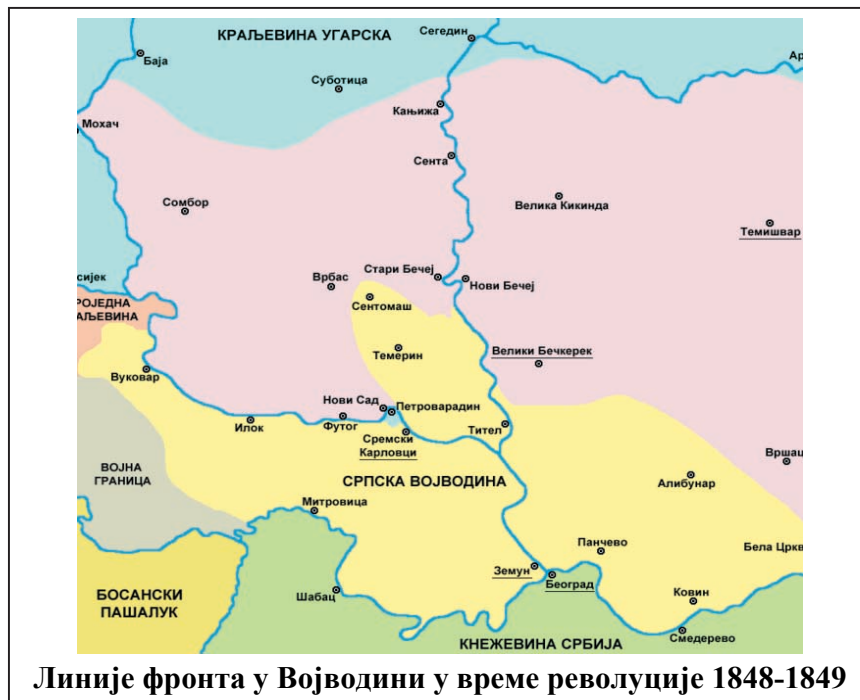 КРАЉЕВИНА УГАРСКА
Сегедин
Баја
Ар
Суботица
Кањижа
Мохач
Сента
Сомбор
Велика Кикинда
Темишвар
сијек
Врбас
Стари Бечеј
Нови Бечеј
РОЈЕДНА
АЉЕВИНА
Сентомаш
Темерин
Велики Бечкерек
Вуковар
Нови Сад
Петроварадин
Илок
Футог
Сремски
Карловци
Тител
Вршац
ВОЈНА
ГРАНИЦА
СРПСКА ВОЈВОДИНА
Алибунар
Митровица
Панчево
Бела Цркв
Земун
Београд
БОСАНСКИ
ПАШАЛУК
Шабац
Ковин
КНЕЖЕВИНА СРБИЈА
Смедерево
Линије фронта у Војводини у време револуције 1848-1849